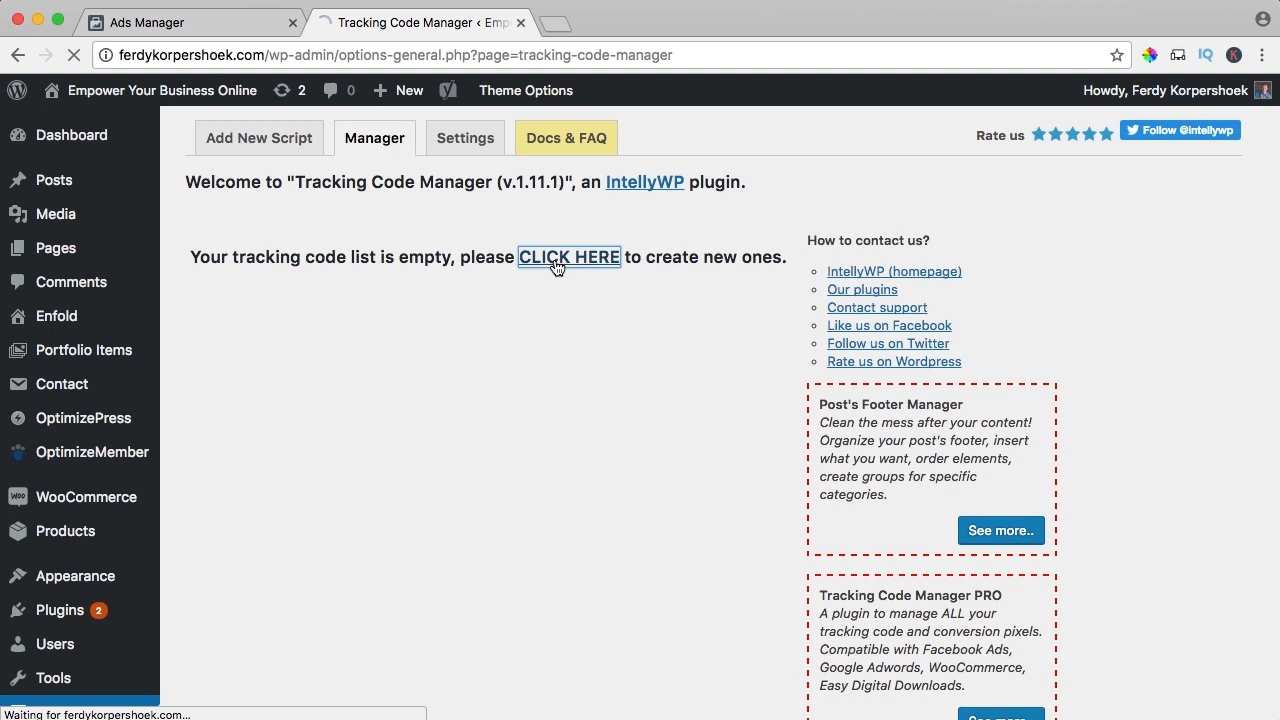 Ads Manager
Tracking Code Manager ‹ Emp
ferdykorpershoek.com/wp-admin/options-general.php?page=tracking-code-manager
Empower Your Business Online 2 0 New Theme Options Howdy, Ferdy Korpershoek
Dashboard
Posts
Media
Pages
Comments
Enfold
Portfolio Items
Contact
OptimizePress
OptimizeMember
WooCommerce
Products
Appearance
Plugins 2
Users
Tools
Add New Script Manager Settings Docs & FAQ
Rate us Follow @intellywp
Welcome to "Tracking Code Manager (v.1.11.1)", an IntellyWP plugin.
Your tracking code list is empty, please CLICK HERE to create new ones.
How to contact us?
IntellyWP (homepage)
Our plugins
Contact support
Like us on Facebook
Follow us on Twitter
Rate us on Wordpress
Post's Footer Manager
Clean the mess after your content!
Organize your post's footer, insert
what you want, order elements,
create groups for specific
categories.
See more..
Tracking Code Manager PRO
A plugin to manage ALL your
tracking code and conversion pixels.
Compatible with Facebook Ads,
Google Adwords, WooCommerce,
Easy Digital Downloads.
Waiting for ferdykorpershoek.com...